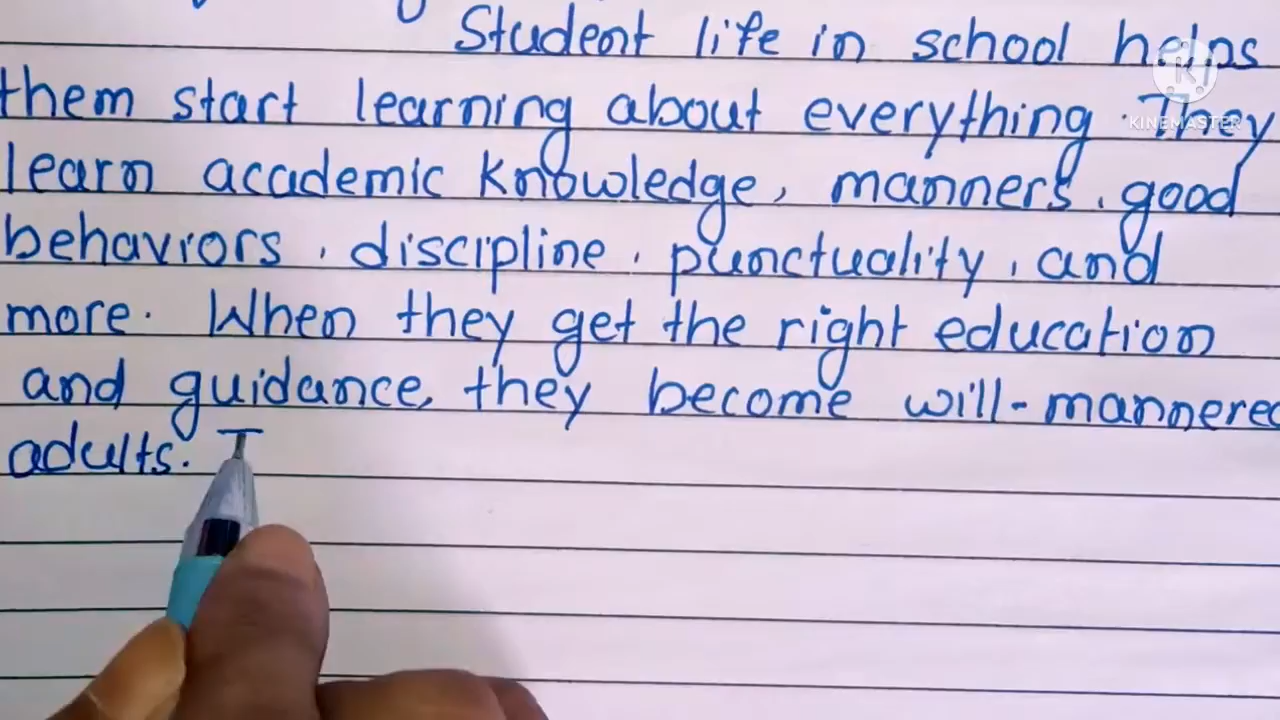 Student life in school helps
them start learning about everything. They
learn academic knowledge, manners, good
behaviors, discipline, punctuality, and
more. When they get the right education
and guidance, they become will-mannered
adults. T
KINEMASTER